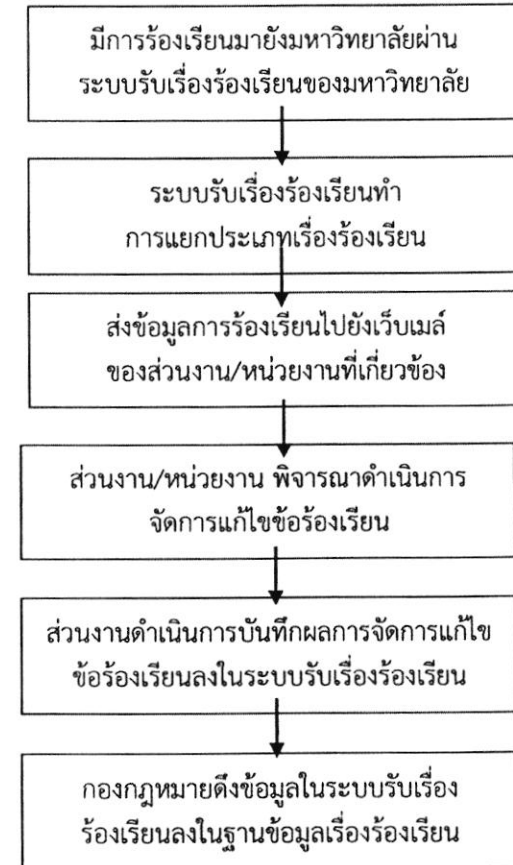 มีการร้องเรียนมายังมหาวิทยาลัยผ่าน
ระบบรับเรื่องร้องเรียนของมหาวิทยาลัย
ระบบรับเรื่องร้องเรียนทำ
การแยกประเภทเรื่องร้องเรียน
ส่งข้อมูลการร้องเรียนไปยังเว็บเมล์
ของส่วนงาน/หน่วยงานที่เกี่ยวข้อง
ส่วนงาน/หน่วยงาน พิจารณาดำเนินการ
จัดการแก้ไขข้อร้องเรียน
ส่วนงานดำเนินการบันทึกผลการจัดการแก้ไข
ข้อร้องเรียนลงในระบบรับเรื่องร้องเรียน
กองกฎหมายดึงข้อมูลในระบบรับเรื่อง
ร้องเรียนลงในฐานข้อมูลเรื่องร้องเรียน